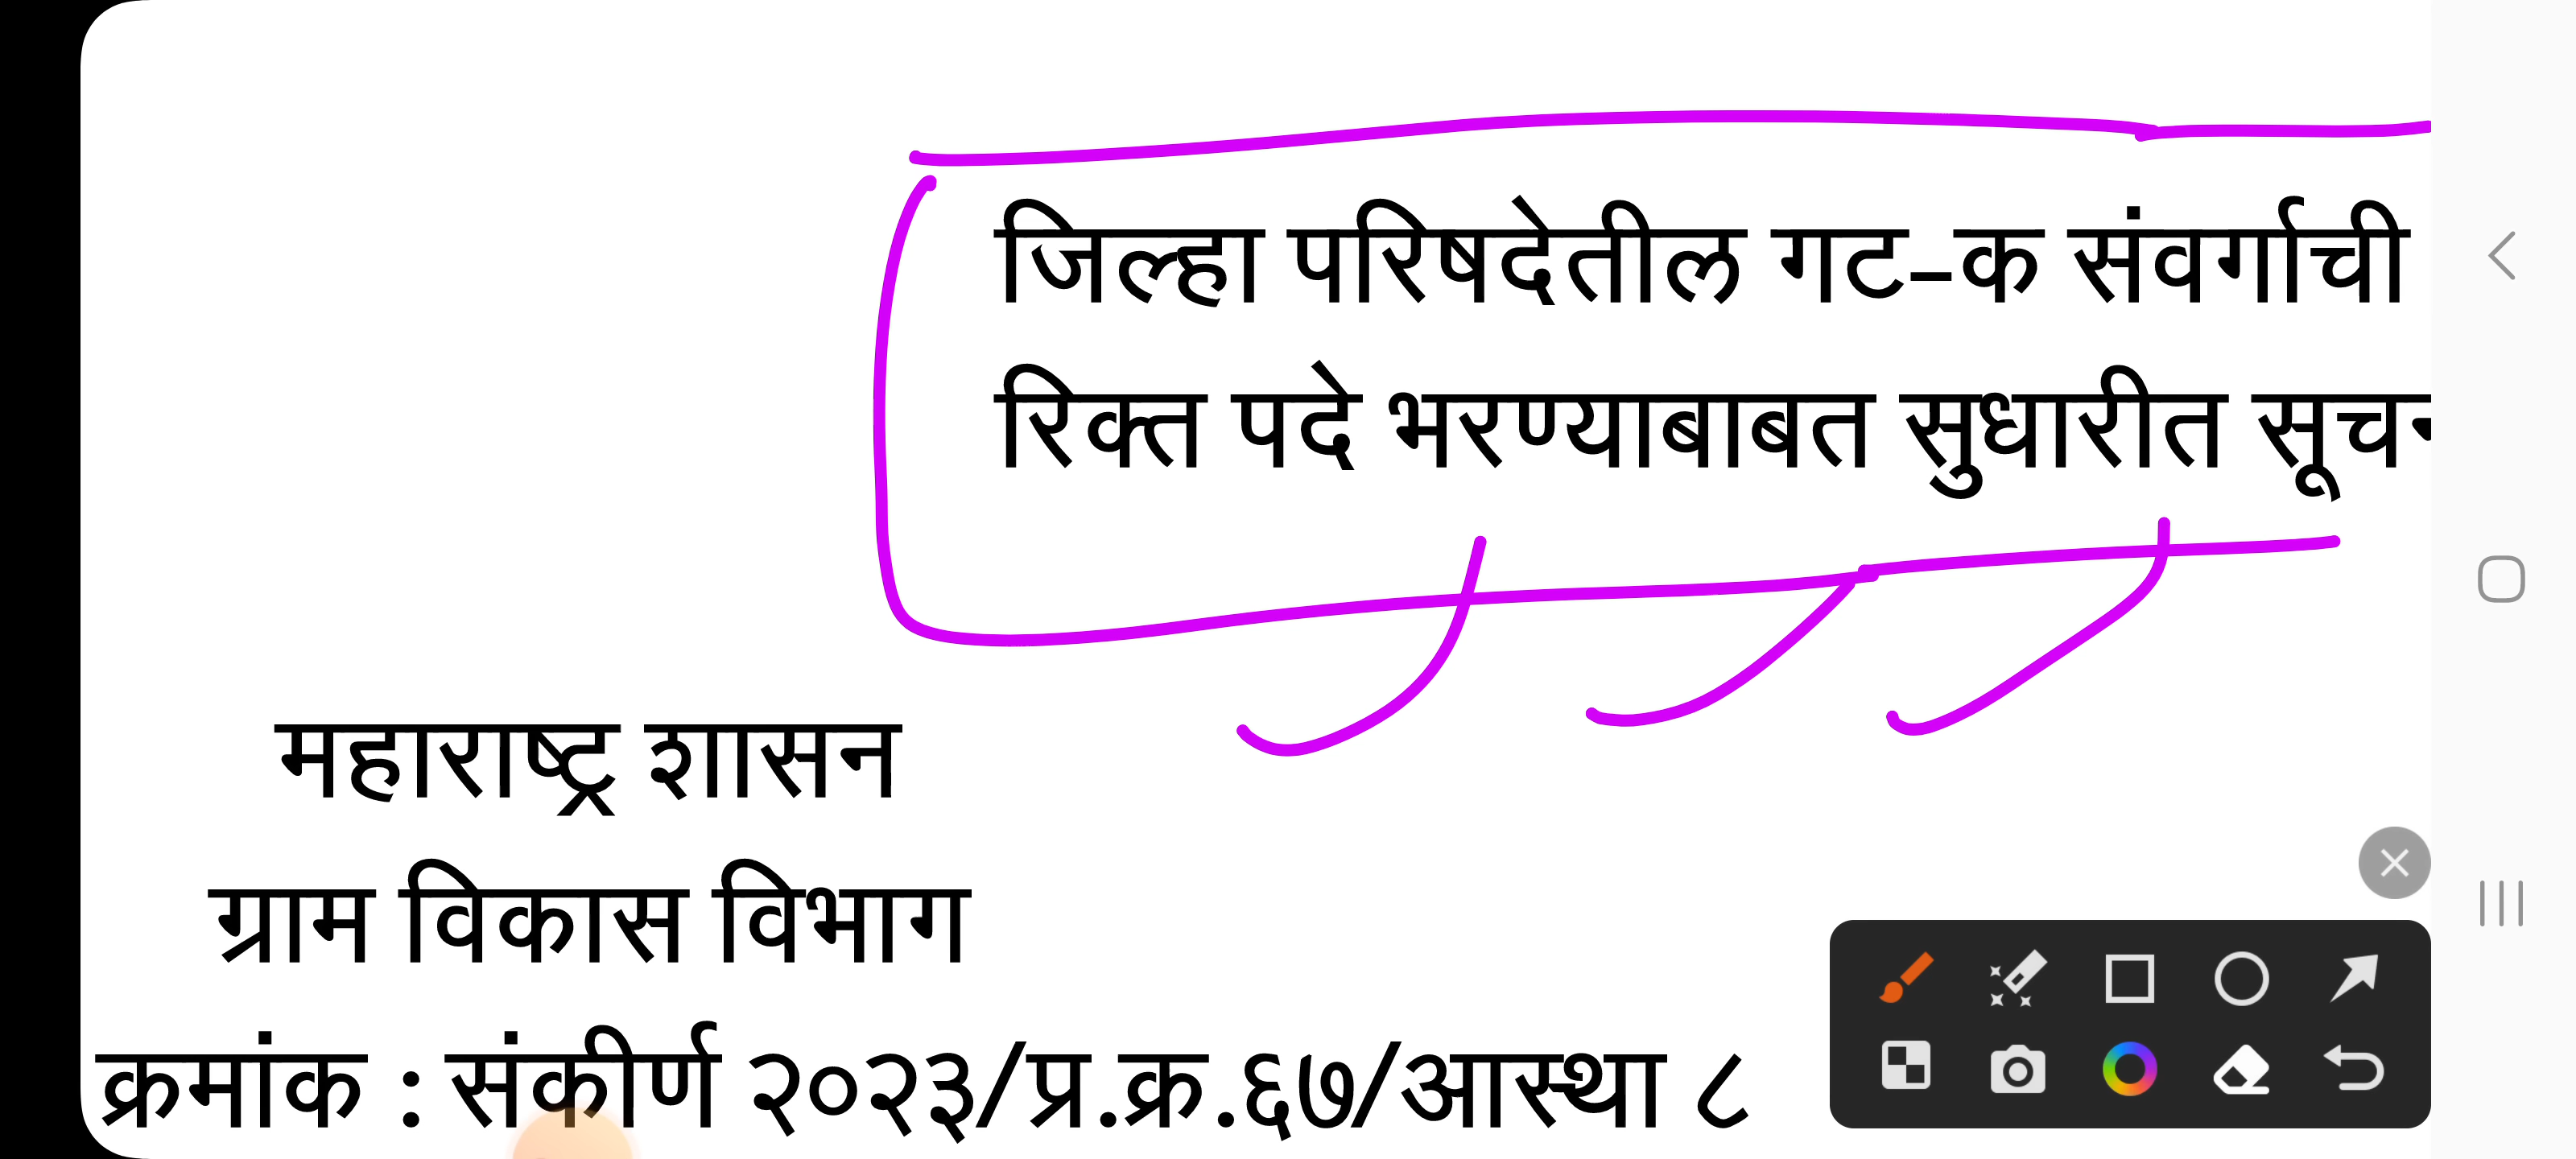 जिल्हा परिषदेतील गट-क संवर्गाची
रिक्त पदे भरण्याबाबत सुधारीत
महाराष्ट्र शासन
ग्राम विकास विभाग
क्रमांक : संकीर्ण २०२३/प्र.क्र.६७/आस्था ८